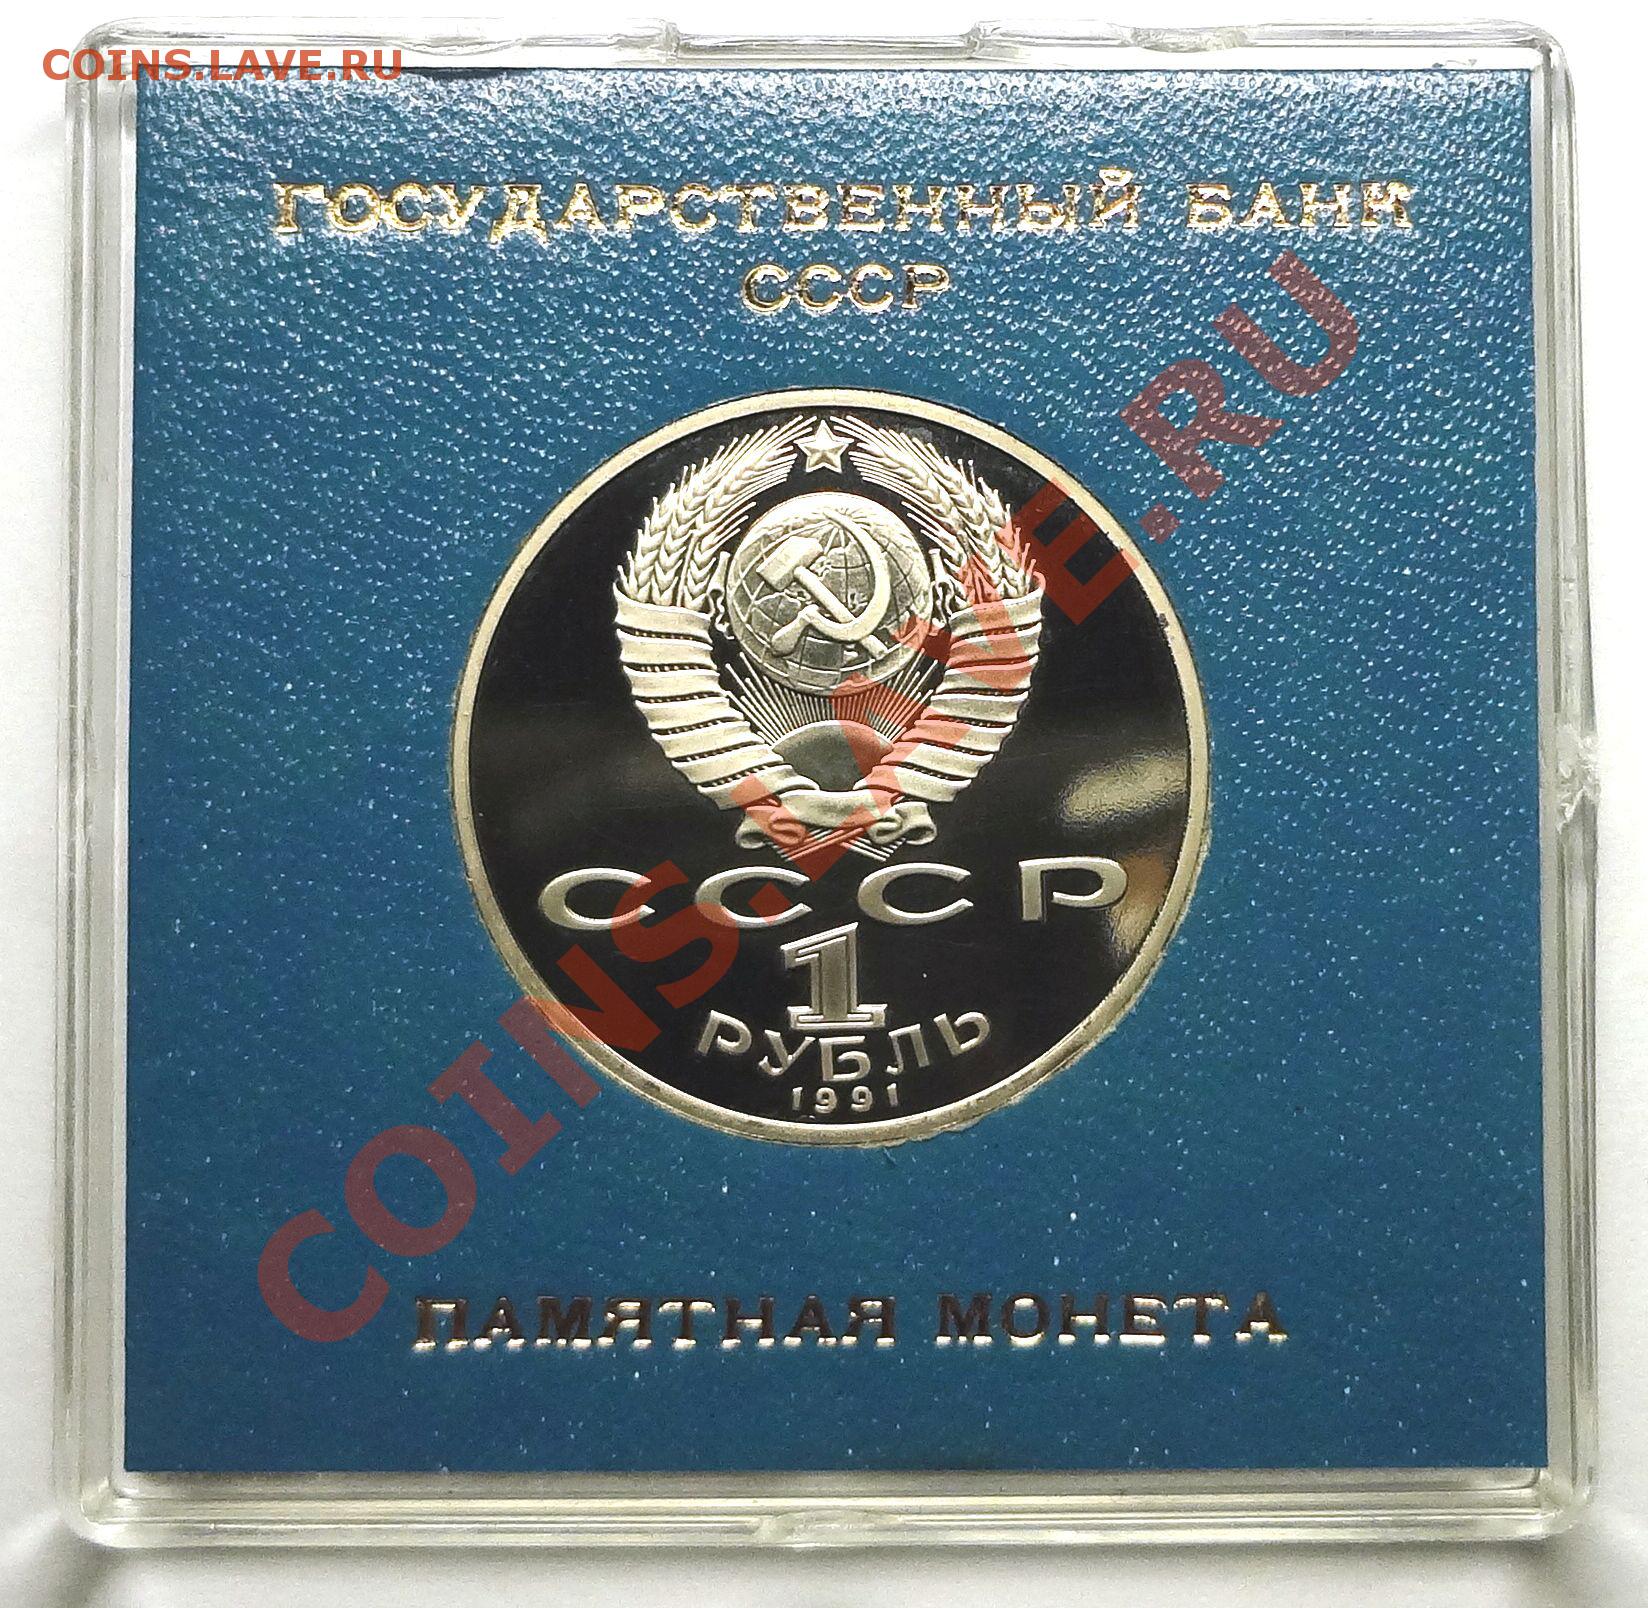 COINS.LAVE.RU
ГОСУДАРСТВЕННЫЙ БАНК
СССР
СССР
1
РУБЛЬ
1991
ПАМЯТНАЯ МОНЕТА
COINS.LAVE.RU